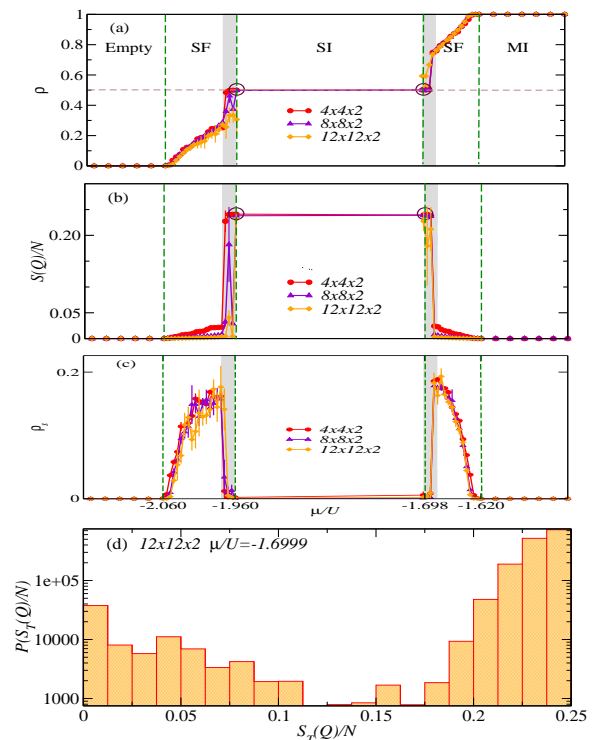 (a)
Empty SF SI SF MI
1
0.8
0.6
0.4
0.2
0
ρ
4x4x2
8x8x2
12x12x2
(b)
0.20
0.05
0
S(Q)/N
4x4x2
8x8x2
12x12x2
(c)
0.2
0
ρs
4x4x2
8x8x2
12x12x2
-2.060 -1.960 μ/U -1.698 -1.620
(d) 12x12x2 μ/U=-1.6999
1e+05
10000
1000
P(S_T(Q)/N)
0 0.05 0.1 0.15 0.2 0.25
S_T(Q)/N